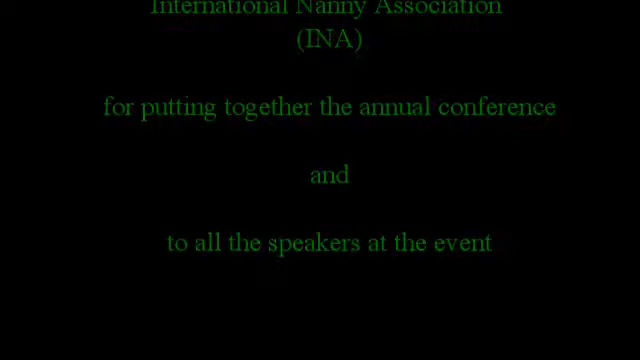 International Nanny Association
(INA)
for putting together the annual conference
and
to all the speakers at the event